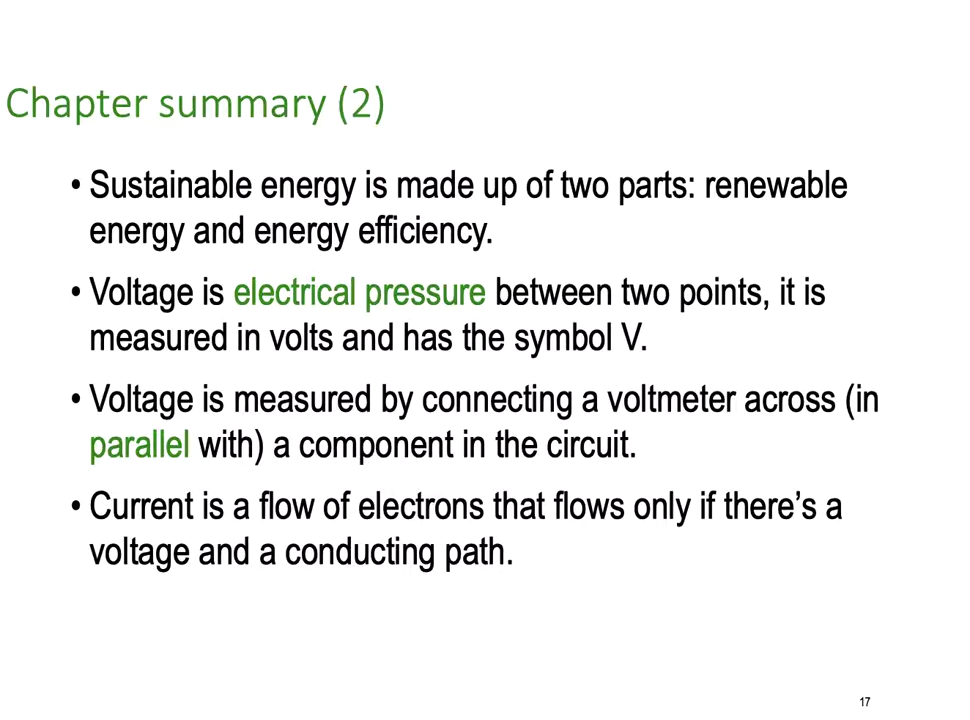 Chapter summary (2)
• Sustainable energy is made up of two parts: renewable
energy and energy efficiency.
• Voltage is electrical pressure between two points, it is
measured in volts and has the symbol V.
• Voltage is measured by connecting a voltmeter across (in
parallel with) a component in the circuit.
• Current is a flow of electrons that flows only if there’s a
voltage and a conducting path.
17